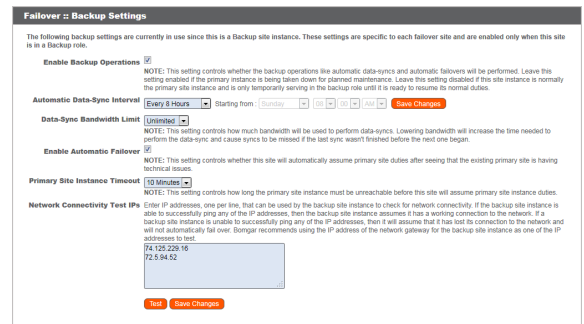 Failover :: Backup Settings
The following backup settings are currently in use since this is a Backup site instance. These settings are specific to each failover site and are enabled only when this site
is in a Backup role.
Enable Backup Operations
NOTE: This setting controls whether the backup operations like automatic data-syncs and automatic failovers will be performed. Leave this
setting enabled if the primary instance is being taken down for planned maintenance. Leave this setting disabled if this site instance is normally
the primary site instance and is only temporarily serving in the backup role until it is ready to resume its normal duties.
Automatic Data-Sync Interval Every 8 Hours Starting from : Sunday 08 : 00 AM Save Changes
Data-Sync Bandwidth Limit Unlimited
NOTE: This setting controls how much bandwidth will be used to perform data-syncs. Lowering bandwidth will increase the time needed to
perform the data-sync and cause syncs to be missed if the last sync wasn't finished before the next one began.
Enable Automatic Failover
NOTE: This setting controls whether this site will automatically assume primary site duties after seeing that the existing primary site is having
technical issues.
Primary Site Instance Timeout 10 Minutes
NOTE: This setting controls how long the primary site instance must be unreachable before this site will assume primary site instance duties.
Network Connectivity Test IPs Enter IP addresses, one per line, that can be used by the backup site instance to check for network connectivity. If the backup site instance is
able to successfully ping any of the IP addresses, then the backup site instance assumes it has a working connection to the network. If a
backup site instance is unable to successfully ping any of the IP addresses, then it will assume that it has lost its connection to the network and
will not automatically fail over. Bomgar recommends using the IP address of the network gateway for the backup site instance as one of the IP
addresses to test.
74.125.229.16
72.5.94.52
Test Save Changes